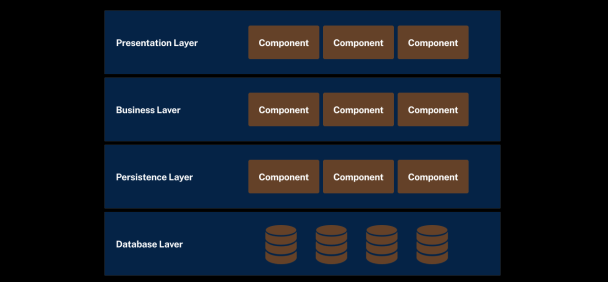 Presentation Layer
Component Component Component
Business Layer
Component Component Component
Persistence Layer
Component Component Component
Database Layer